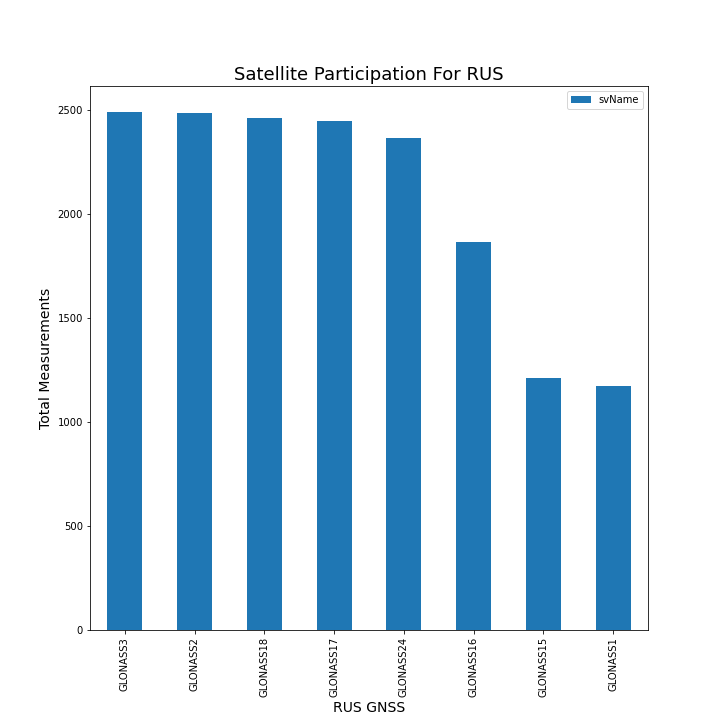 Satellite Participation For RUS
svName
2500
2000
1500
1000
500
0
Total Measurements
GLONASS3
GLONASS2
GLONASS18
GLONASS17
GLONASS24
GLONASS16
GLONASS15
GLONASS1
RUS GNSS